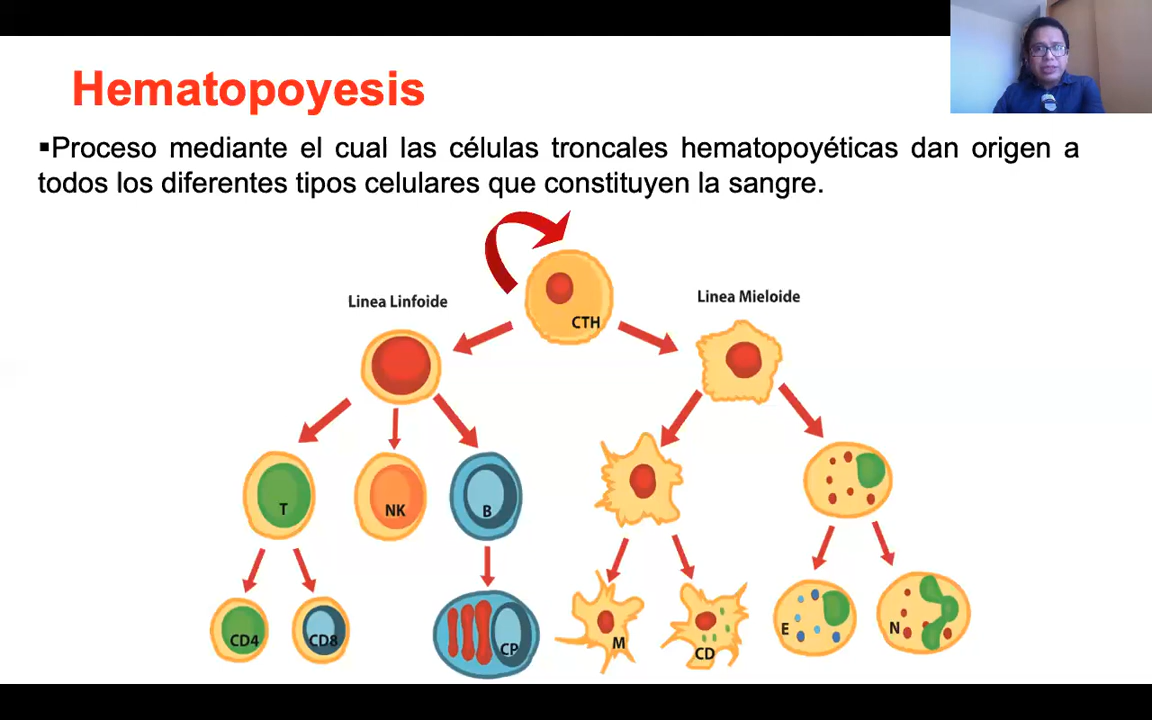 Hematopoyesis
▪Proceso mediante el cual las células troncales hematopoyéticas dan origen a
todos los diferentes tipos celulares que constituyen la sangre.
Linea Linfoide
Linea Mieloide
CTH
T
NK
B
CD4
CD8
CP
M
CD
E
N